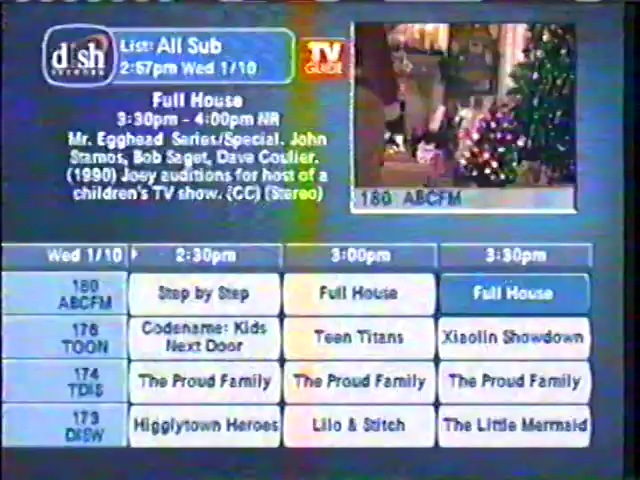 dish
NETWORK
List: All Sub
2:57pm Wed 1/10
TV
GUIDE
Full House
3:30pm - 4:00pm NR
Mr. Egghead Series/Special. John
Stamos, Bob Saget, Dave Coulier.
(1990) Joey auditions for host of a
children's TV show. (CC) (Stereo)
180 ABCFM
Wed 1/10 2:30pm 3:00pm 3:30pm
180
ABCFM
Step by Step Full House Full House
176
TOON
Codename: Kids
Next Door
Teen Titans Xiaolin Showdown
174
TDIS
The Proud Family The Proud Family The Proud Family
173
DISW
Higglytown Heroes Lilo & Stitch The Little Mermaid